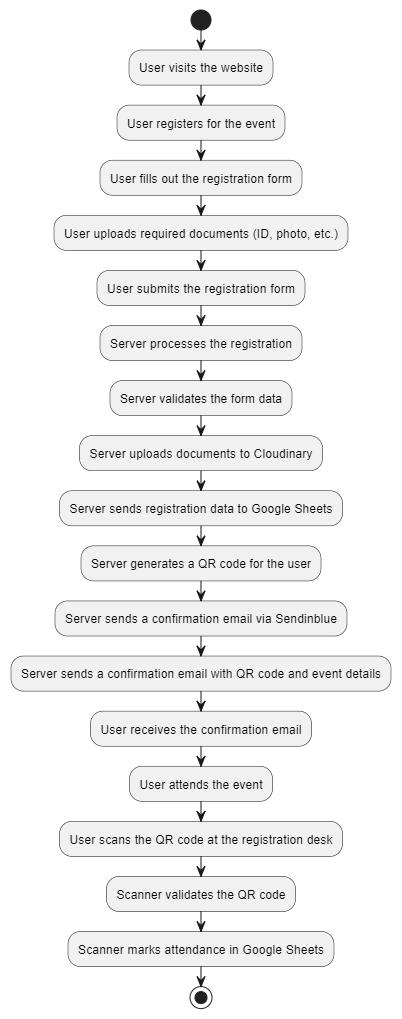 User visits the website
User registers for the event
User fills out the registration form
User uploads required documents (ID, photo, etc.)
User submits the registration form
Server processes the registration
Server validates the form data
Server uploads documents to Cloudinary
Server sends registration data to Google Sheets
Server generates a QR code for the user
Server sends a confirmation email via Sendinblue
Server sends a confirmation email with QR code and event details
User receives the confirmation email
User attends the event
User scans the QR code at the registration desk
Scanner validates the QR code
Scanner marks attendance in Google Sheets